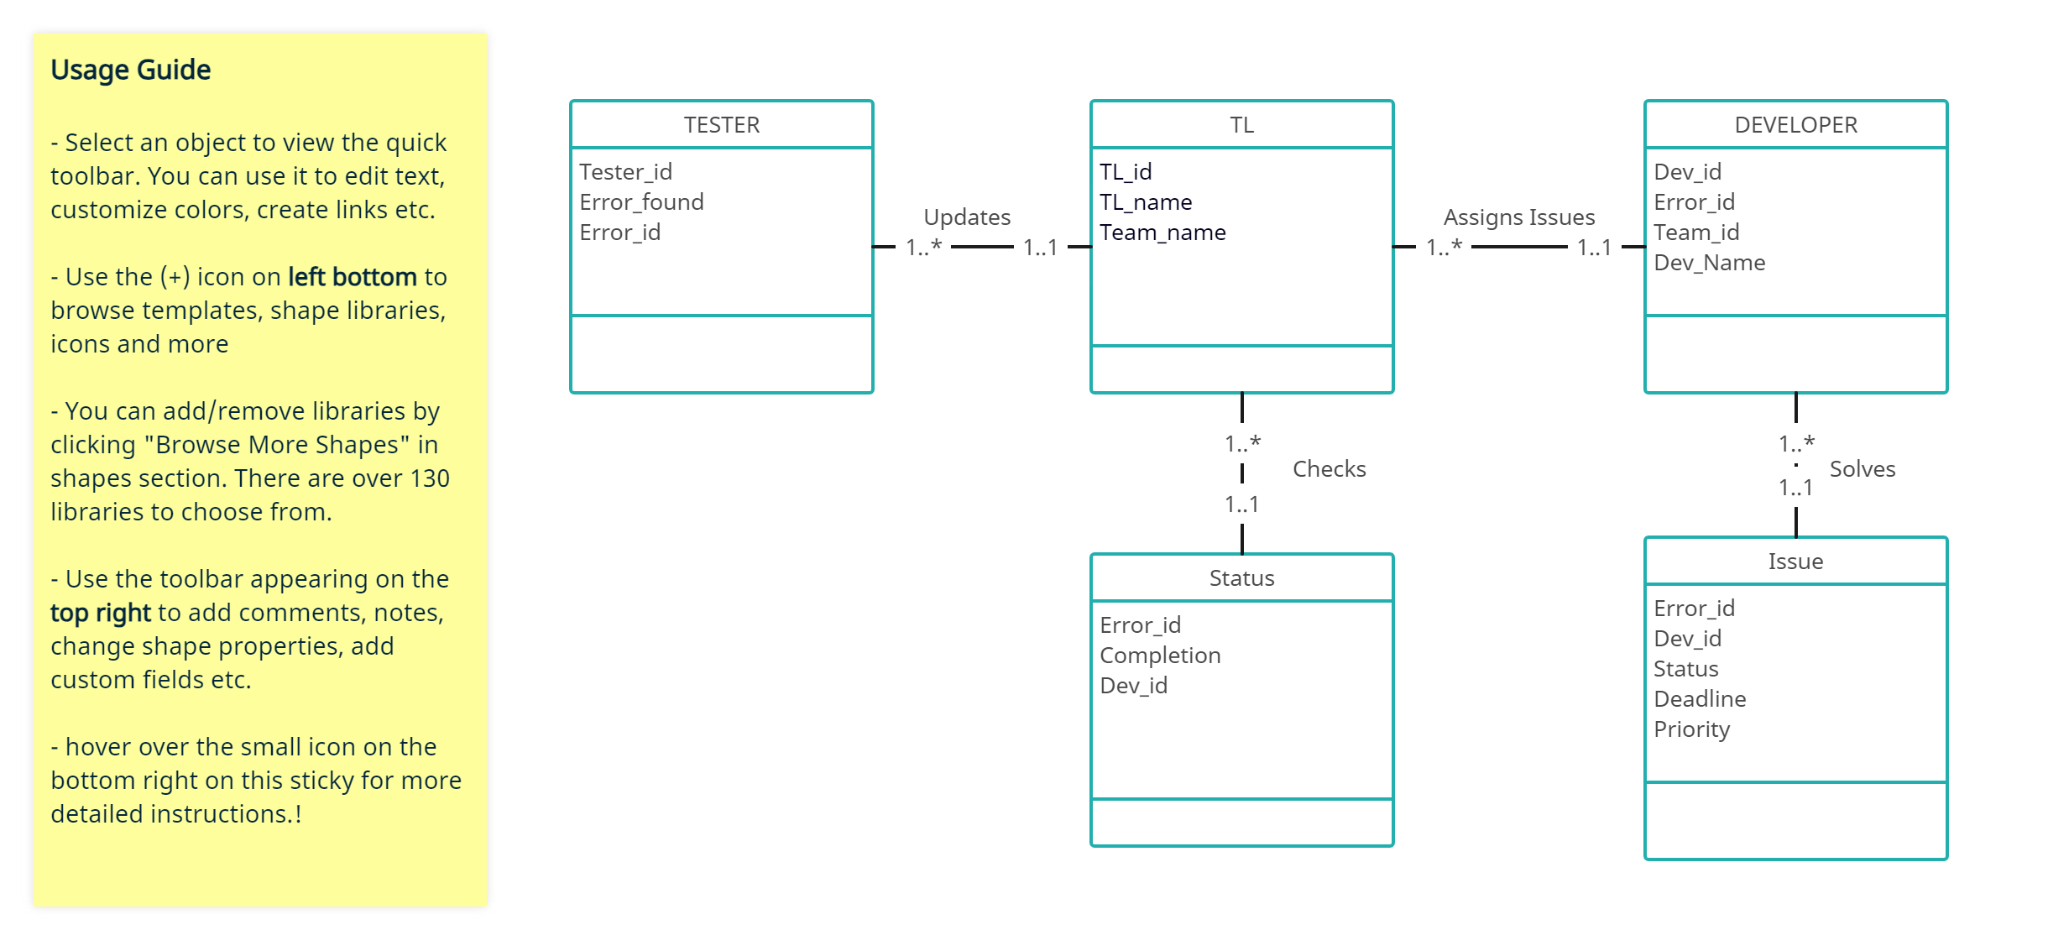 Usage Guide
- Select an object to view the quick
toolbar. You can use it to edit text,
customize colors, create links etc.
- Use the (+) icon on left bottom to
browse templates, shape libraries,
icons and more
- You can add/remove libraries by
clicking "Browse More Shapes" in
shapes section. There are over 130
libraries to choose from.
- Use the toolbar appearing on the
top right to add comments, notes,
change shape properties, add
custom fields etc.
- hover over the small icon on the
bottom right on this sticky for more
detailed instructions.!
TESTER
Tester_id
Error_found
Error_id
Updates
1..* 1..1
TL
TL_id
TL_name
Team_name
Assigns Issues
1..* 1..1
DEVELOPER
Dev_id
Error_id
Team_id
Dev_Name
1..*
Checks
1..1
1..*
Solves
1..1
Status
Error_id
Completion
Dev_id
Issue
Error_id
Dev_id
Status
Deadline
Priority